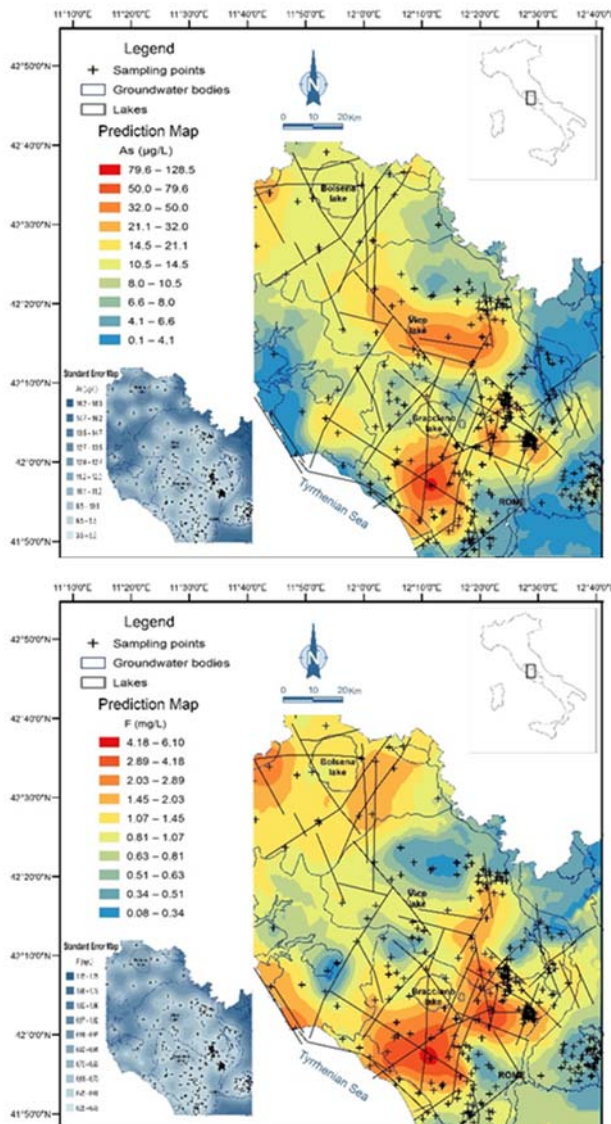 11°10'0"E 11°20'0"E 11°30'0"E 11°40'0"E 11°50'0"E 12°0'0"E 12°10'0"E 12°20'0"E 12°30'0"E 12°40'0"E
42°50'0"N
42°40'0"N
42°30'0"N
42°20'0"N
42°10'0"N
42°0'0"N
41°50'0"N
Legend
Sampling points
Groundwater bodies
Lakes
Prediction Map
As (µg/L)
79.6 – 128.5
50.0 – 79.6
32.0 – 50.0
21.1 – 32.0
14.5 – 21.1
10.5 – 14.5
8.0 – 10.5
6.6 – 8.0
4.1 – 6.6
0.1 – 4.1
N
0 10 20 Km
Bolsena
lake
Vico
lake
Bracciano
lake
ROME
Tyrrhenian Sea
Standard Error Map
11°10'0"E 11°20'0"E 11°30'0"E 11°40'0"E 11°50'0"E 12°0'0"E 12°10'0"E 12°20'0"E 12°30'0"E 12°40'0"E
42°50'0"N
42°40'0"N
42°30'0"N
42°20'0"N
42°10'0"N
42°0'0"N
41°50'0"N
Legend
Sampling points
Groundwater bodies
Lakes
Prediction Map
F (mg/L)
4.18 – 6.10
2.89 – 4.18
2.03 – 2.89
1.45 – 2.03
1.07 – 1.45
0.81 – 1.07
0.63 – 0.81
0.51 – 0.63
0.34 – 0.51
0.08 – 0.34
N
0 10 20 Km
Bolsena
lake
Vico
lake
Bracciano
lake
ROME
Tyrrhenian Sea
Standard Error Map